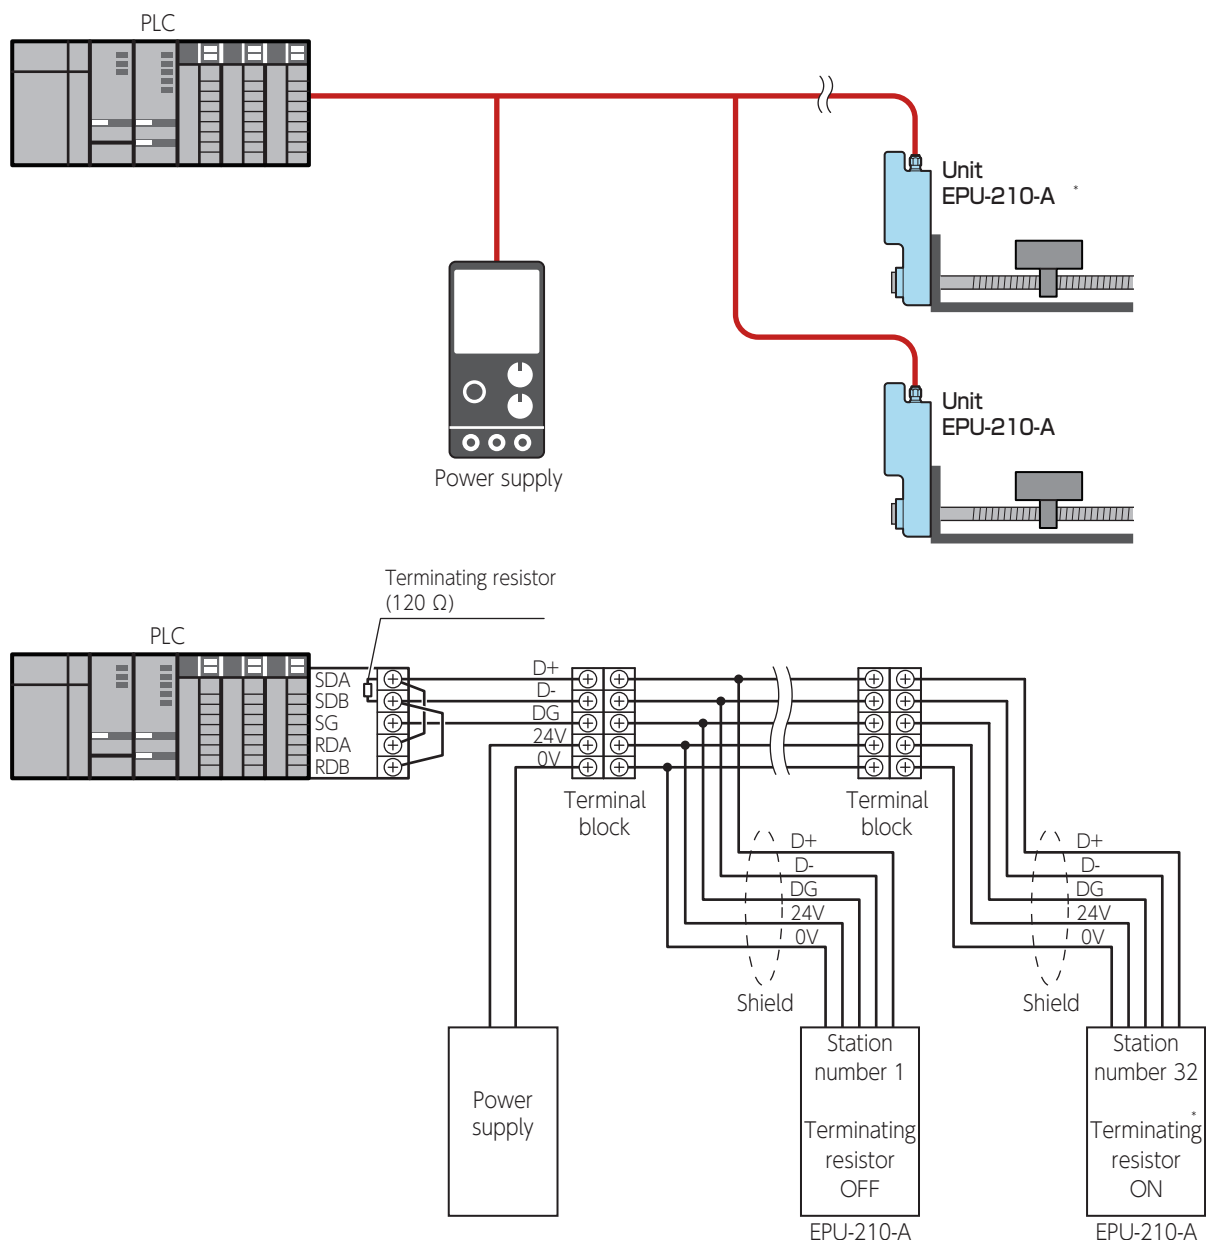 PLC
Unit
EPU-210-A *
Unit
EPU-210-A
Power supply
Terminating resistor
(120 Ω)
PLC
SDA
SDB
SG
RDA
RDB
D+
D-
DG
24V
0V
Terminal
block
Terminal
block
D+
D-
DG
24V
0V
Shield
D+
D-
DG
24V
0V
Shield
Power
supply
Station
number 1
Terminating
resistor
OFF
EPU-210-A
Station
number 32
*
Terminating
resistor
ON
EPU-210-A